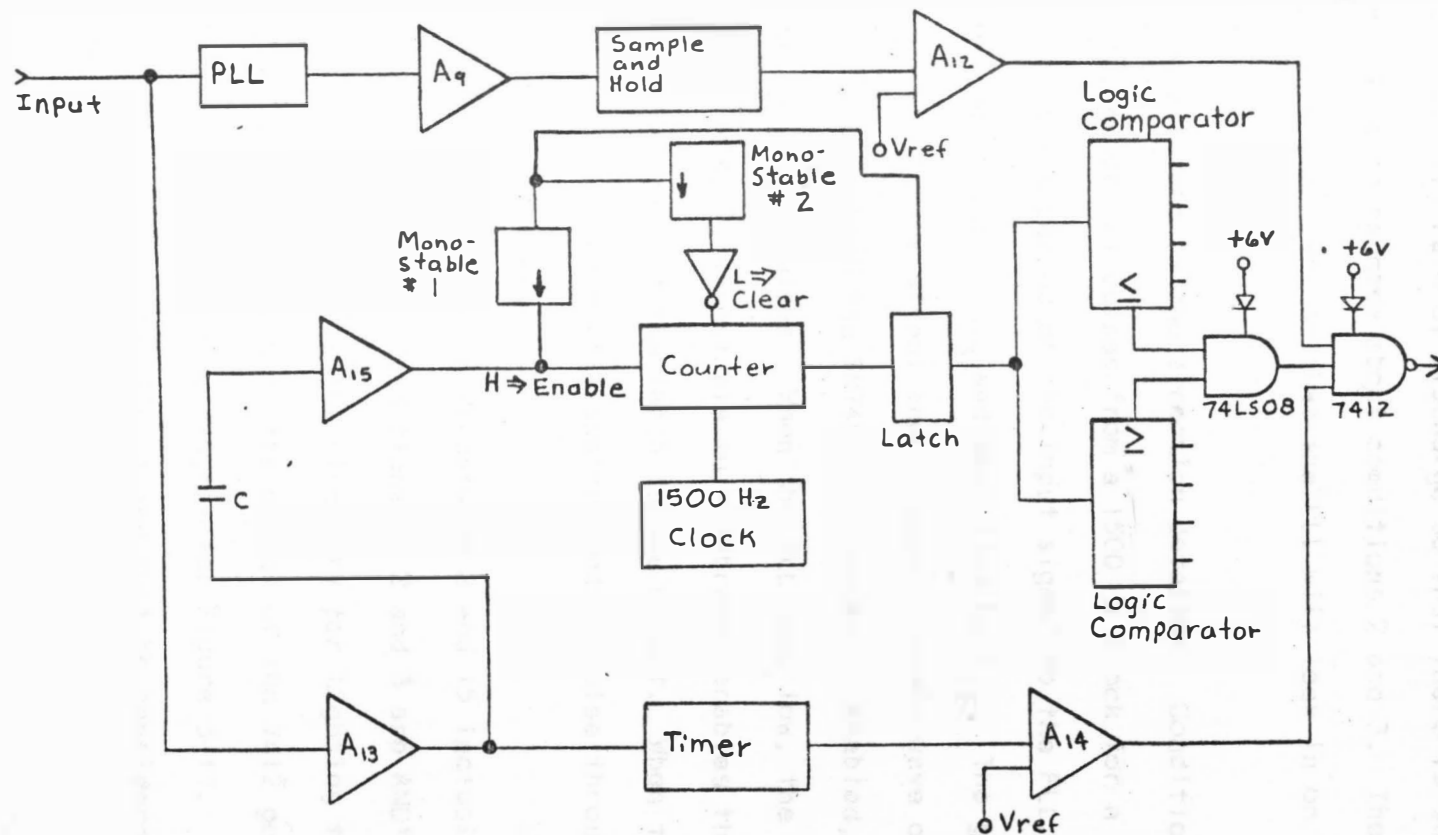 Input
PLL
A9
Sample
and
Hold
A12
Vref
Logic
Comparator
Mono-
Stable
# 2
Mono-
stable
# 1
L ⇒
Clear
≤
+6V
+6V
A15
H ⇒ Enable
Counter
Latch
74LS08
7412
≥
C
1500 Hz
Clock
Logic
Comparator
A13
Timer
A14
Vref